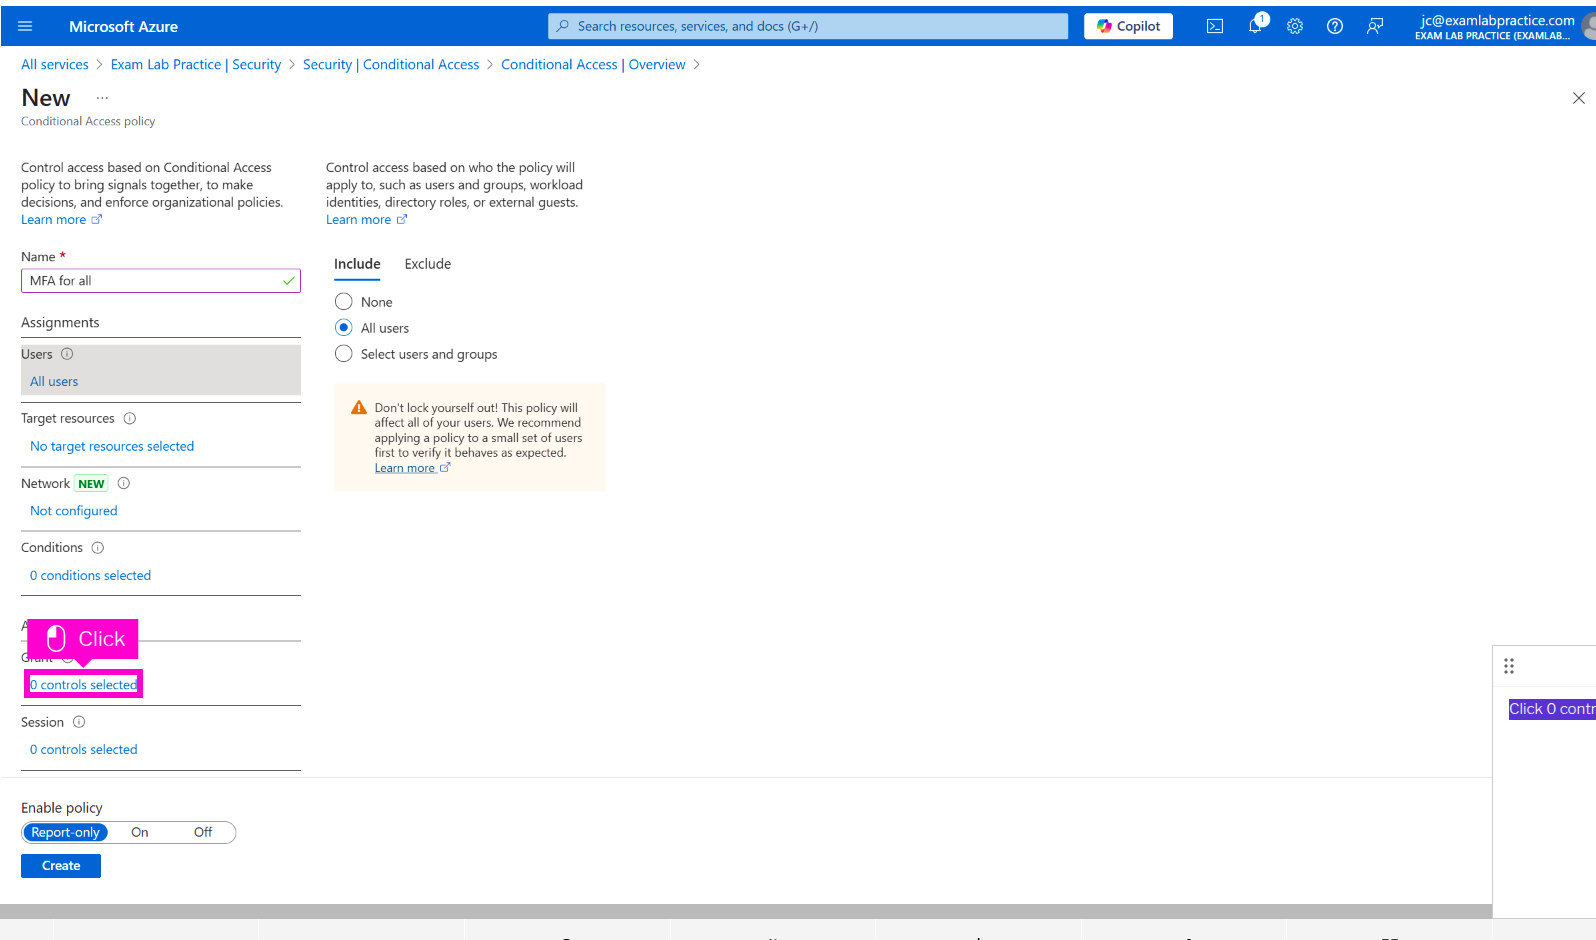 Microsoft Azure
Search resources, services, and docs (G+/)
Copilot
1
jc@examlabpractice.com
EXAM LAB PRACTICE (EXAMLAB...
All services > Exam Lab Practice | Security > Security | Conditional Access > Conditional Access | Overview >
New ...
Conditional Access policy
Control access based on Conditional Access
policy to bring signals together, to make
decisions, and enforce organizational policies.
Learn more
Control access based on who the policy will
apply to, such as users and groups, workload
identities, directory roles, or external guests.
Learn more
Name *
MFA for all
Assignments
Users
All users
Target resources
No target resources selected
Network NEW
Not configured
Conditions
0 conditions selected
Click
Grant
0 controls selected
Session
0 controls selected
Include Exclude
None
All users
Select users and groups
Don't lock yourself out! This policy will
affect all of your users. We recommend
applying a policy to a small set of users
first to verify it behaves as expected.
Learn more
Click 0 contr
Enable policy
Report-only On Off
Create